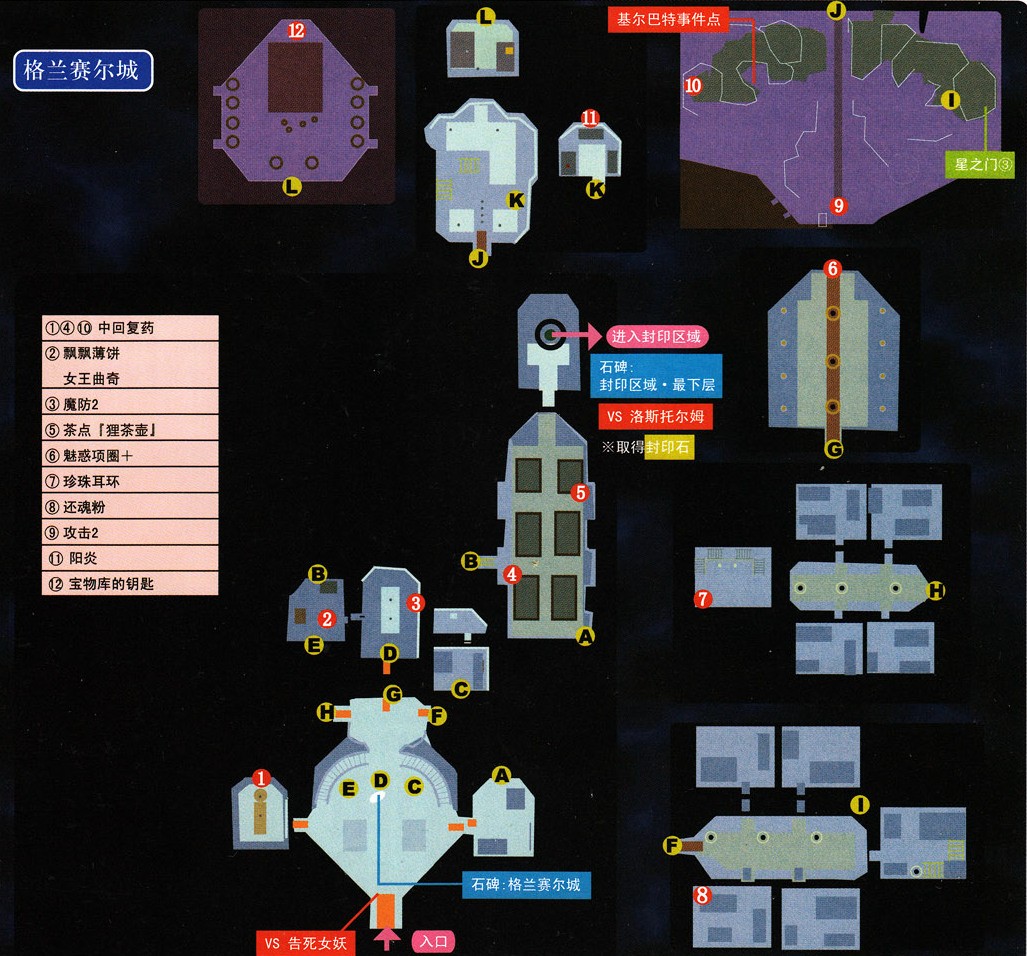 格兰赛尔城
⑫
L
L
⑪
K
K
J
J
基尔巴特事件点
⑩
I
星之门③
⑨
①④⑩ 中回复药
② 飘飘薄饼
女王曲奇
③ 魔防2
⑤ 茶点『狸茶壶』
⑥ 魅惑项圈+
⑦ 珍珠耳环
⑧ 还魂粉
⑨ 攻击2
⑪ 阳炎
⑫ 宝物库的钥匙
进入封印区域
石碑:
封印区域·最下层
VS 洛斯托尔姆
※取得封印石
⑥
G
⑤
B
④
A
B
②
E
③
D
C
⑦
H
G
H
F
E
D
C
①
A
石碑:格兰赛尔城
VS 告死女妖
入口
I
F
⑧